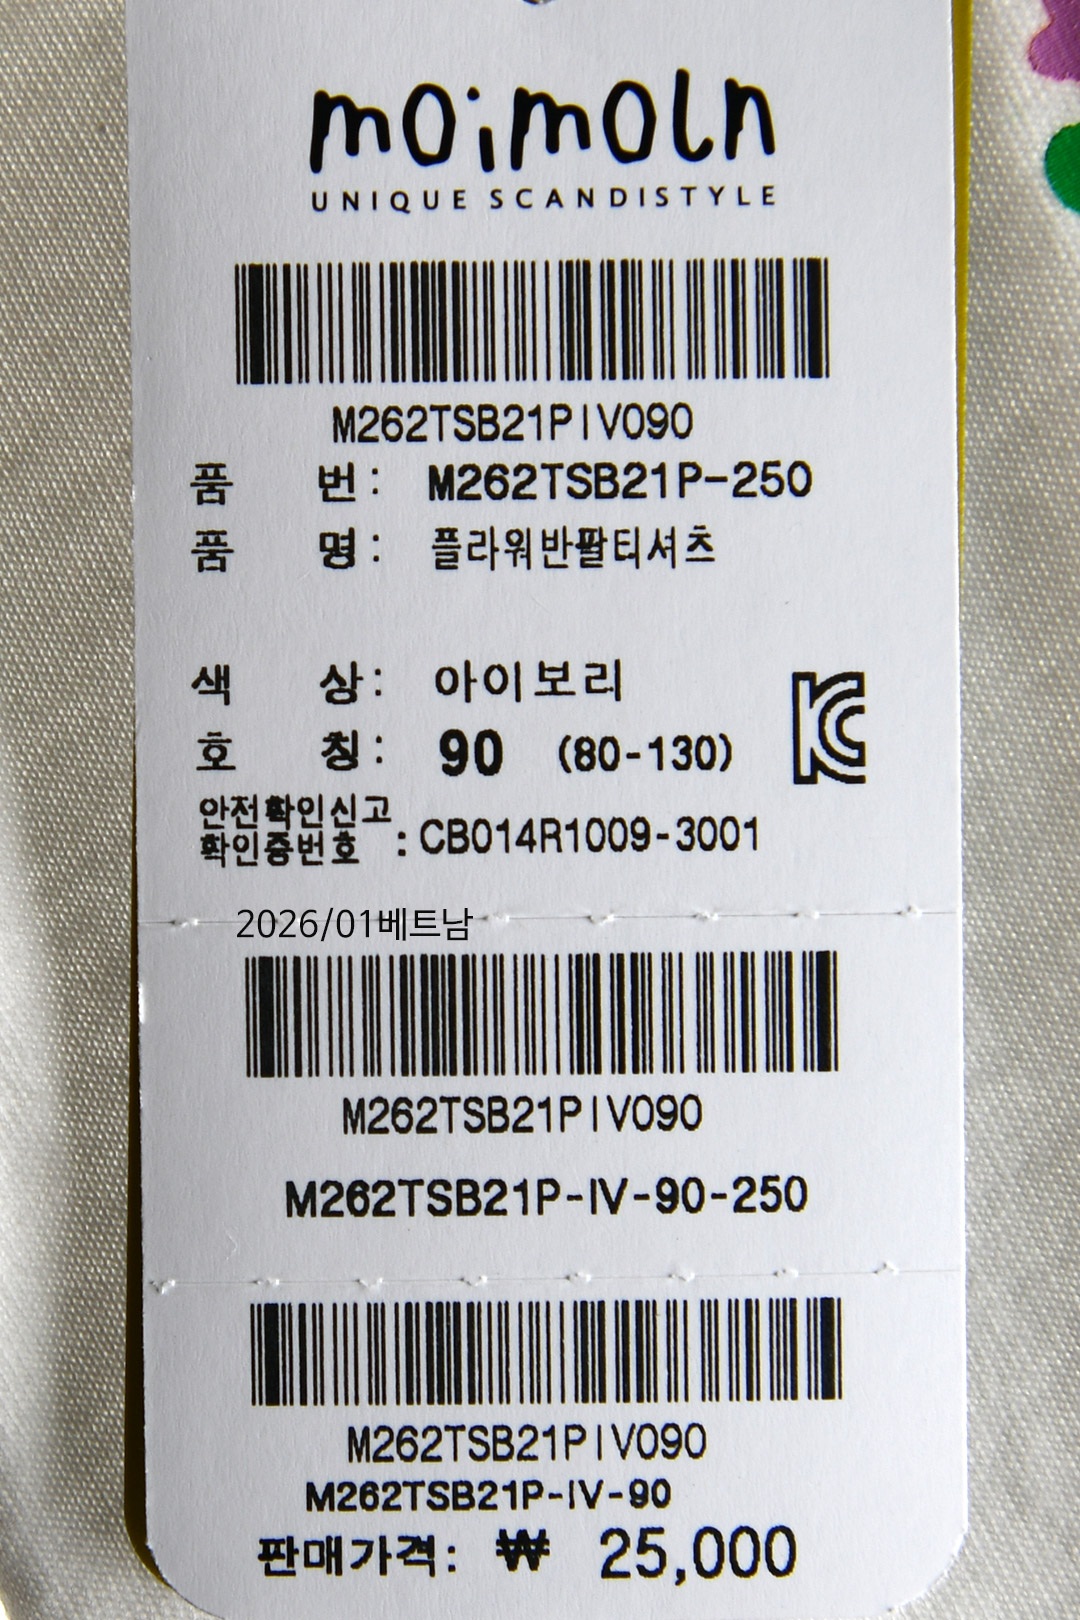 moimoln
UNIQUE SCANDISTYLE
M262TSB21PIV090
품 번 : M262TSB21P-250
품 명 : 플라워반팔티셔츠
색 상 : 아이보리
호 칭 : 90 (80-130)
안전확인신고
확인증번호 : CB014R1009-3001
2026/01베트남
M262TSB21PIV090
M262TSB21P-IV-90-250
M262TSB21PIV090
M262TSB21P-IV-90
판매가격: ₩ 25,000